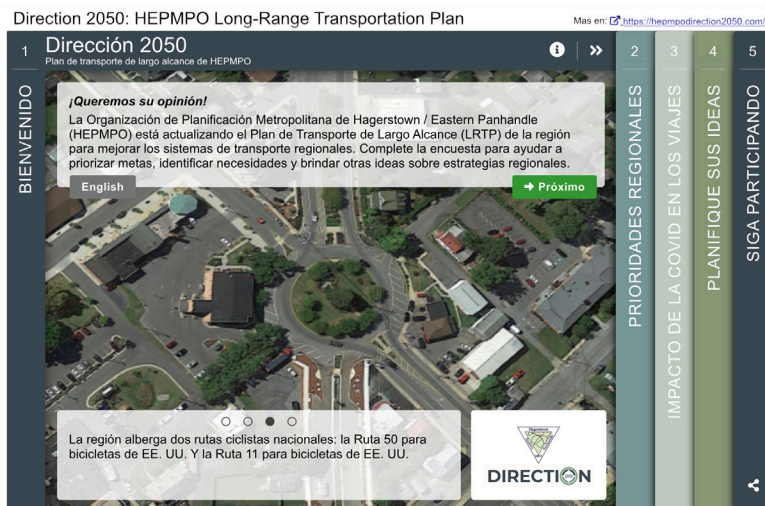 Direction 2050: HEPMPO Long-Range Transportation Plan
Mas en: https://hepmpodirection2050.com/
1
Dirección 2050
Plan de transporte de largo alcance de HEPMPO
BIENVENIDO
¡Queremos su opinión!
La Organización de Planificación Metropolitana de Hagerstown / Eastern Panhandle
(HEPMPO) está actualizando el Plan de Transporte de Largo Alcance (LRTP) de la región
para mejorar los sistemas de transporte regionales. Complete la encuesta para ayudar a
priorizar metas, identificar necesidades y brindar otras ideas sobre estrategias regionales.
English
Próximo
La región alberga dos rutas ciclistas nacionales: la Ruta 50 para
bicicletas de EE. UU. Y la Ruta 11 para bicicletas de EE. UU.
DIRECTION
2
PRIORIDADES REGIONALES
3
IMPACTO DE LA COVID EN LOS VIAJES
4
PLANIFIQUE SUS IDEAS
5
SIGA PARTICIPANDO